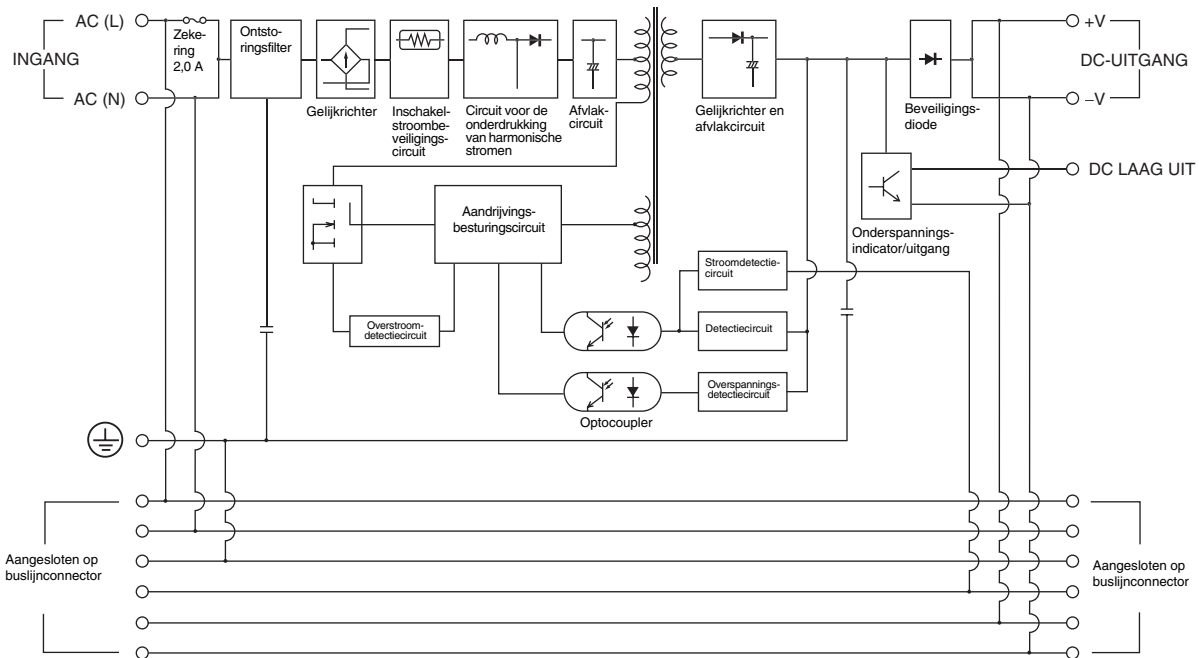 AC (L)
INGANG
AC (N)
Zeke-
ring
2,0 A
Ontsto-
ringsfilter
Gelijkrichter
Inschakel-
stroombe-
veiligings-
circuit
Circuit voor de
onderdrukking
van harmonische
stromen
Afvlak-
circuit
Gelijkrichter en
afvlakcircuit
Beveiligings-
diode
+V
DC-UITGANG
–V
DC LAAG UIT
Onderspannings-
indicator/uitgang
Aandrijvings-
besturingscircuit
Overstroom-
detectiecircuit
Stroomdetectie-
circuit
Detectiecircuit
Overspannings-
detectiecircuit
Optocoupler
Aangesloten op
buslijnconnector
Aangesloten op
buslijnconnector